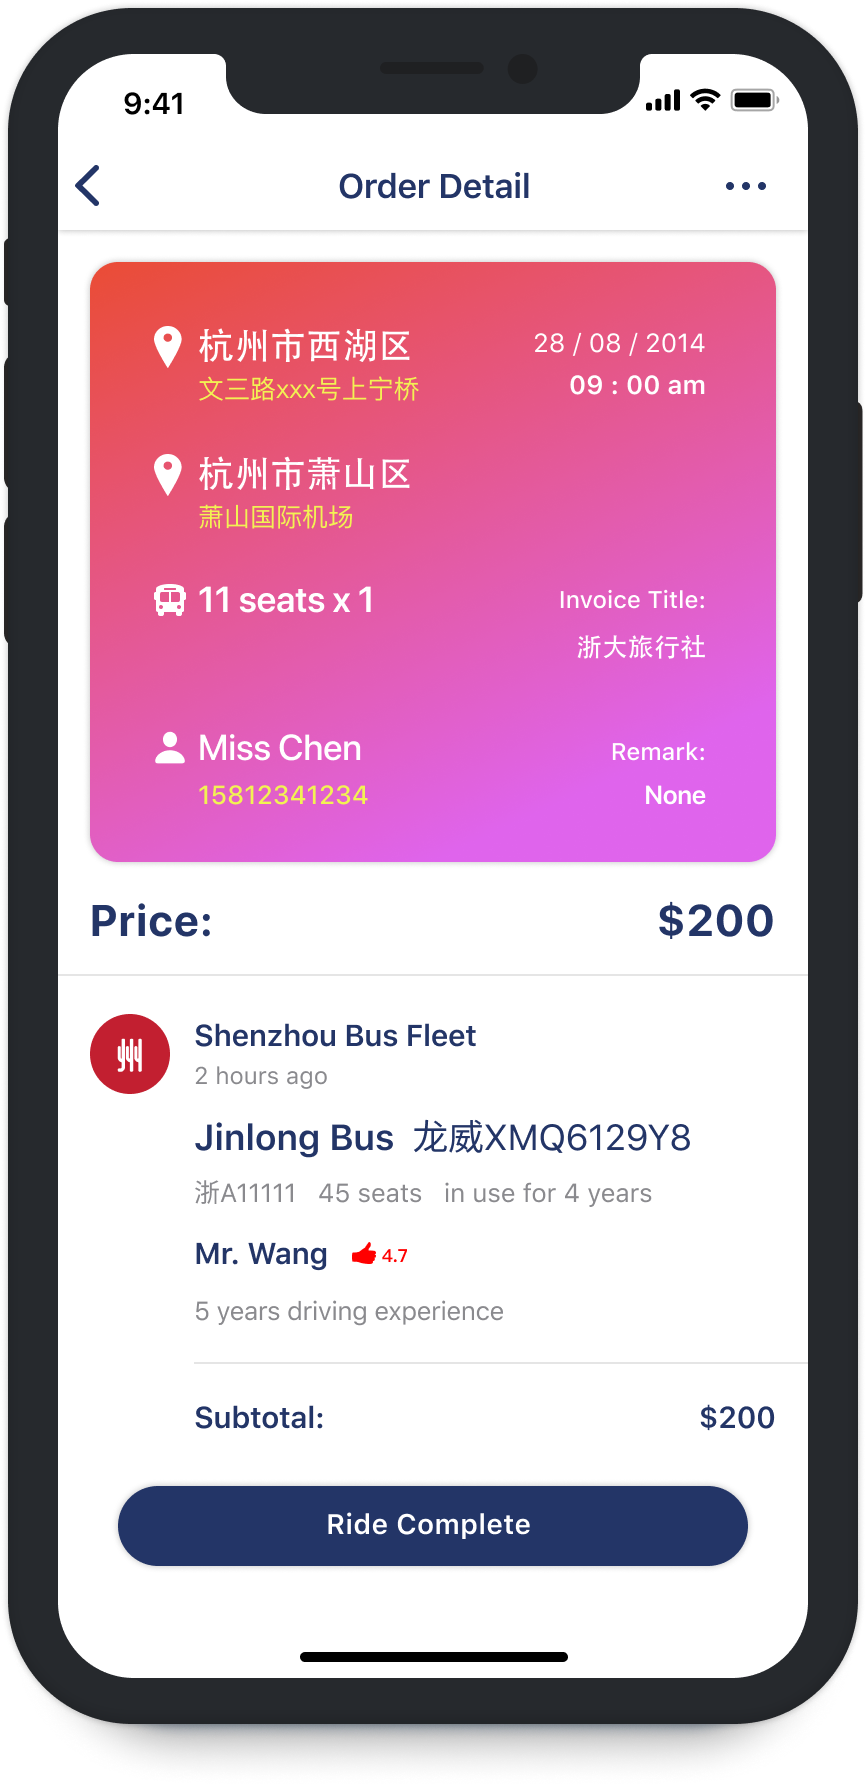 9:41
Order Detail
杭州市西湖区
28 / 08 / 2014
文三路xxx号上宁桥
09 : 00 am
杭州市萧山区
萧山国际机场
11 seats x 1
Invoice Title:
浙大旅行社
Miss Chen
Remark:
15812341234
None
Price:
$200
Shenzhou Bus Fleet
2 hours ago
Jinlong Bus 龙威XMQ6129Y8
浙A11111 45 seats in use for 4 years
Mr. Wang 4.7
5 years driving experience
Subtotal:
$200
Ride Complete